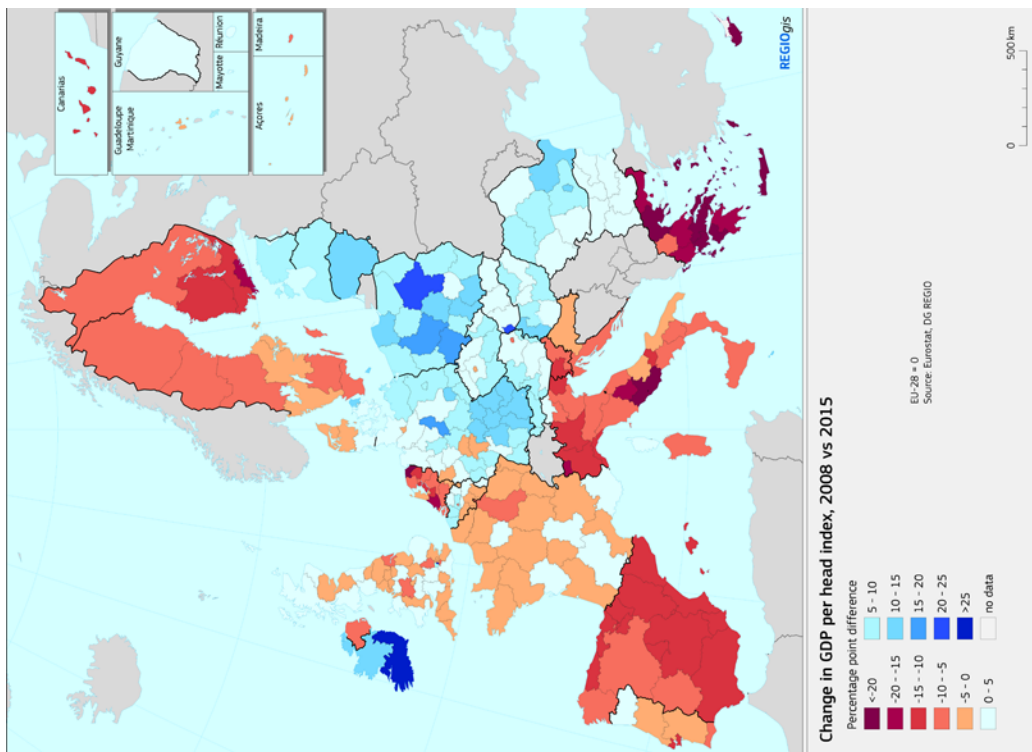 Canarias
Guadeloupe
Martinique
Guyane
Mayotte
Réunion
Açores
Madeira
REGIOgis
Change in GDP per head index, 2008 vs 2015
Percentage point difference
<-20
-20 - -15
-15 - -10
-10 - -5
-5 - 0
0 - 5
5 - 10
10 - 15
15 - 20
20 - 25
>25
no data
EU-28 = 0
Source: Eurostat, DG REGIO
0
500 km